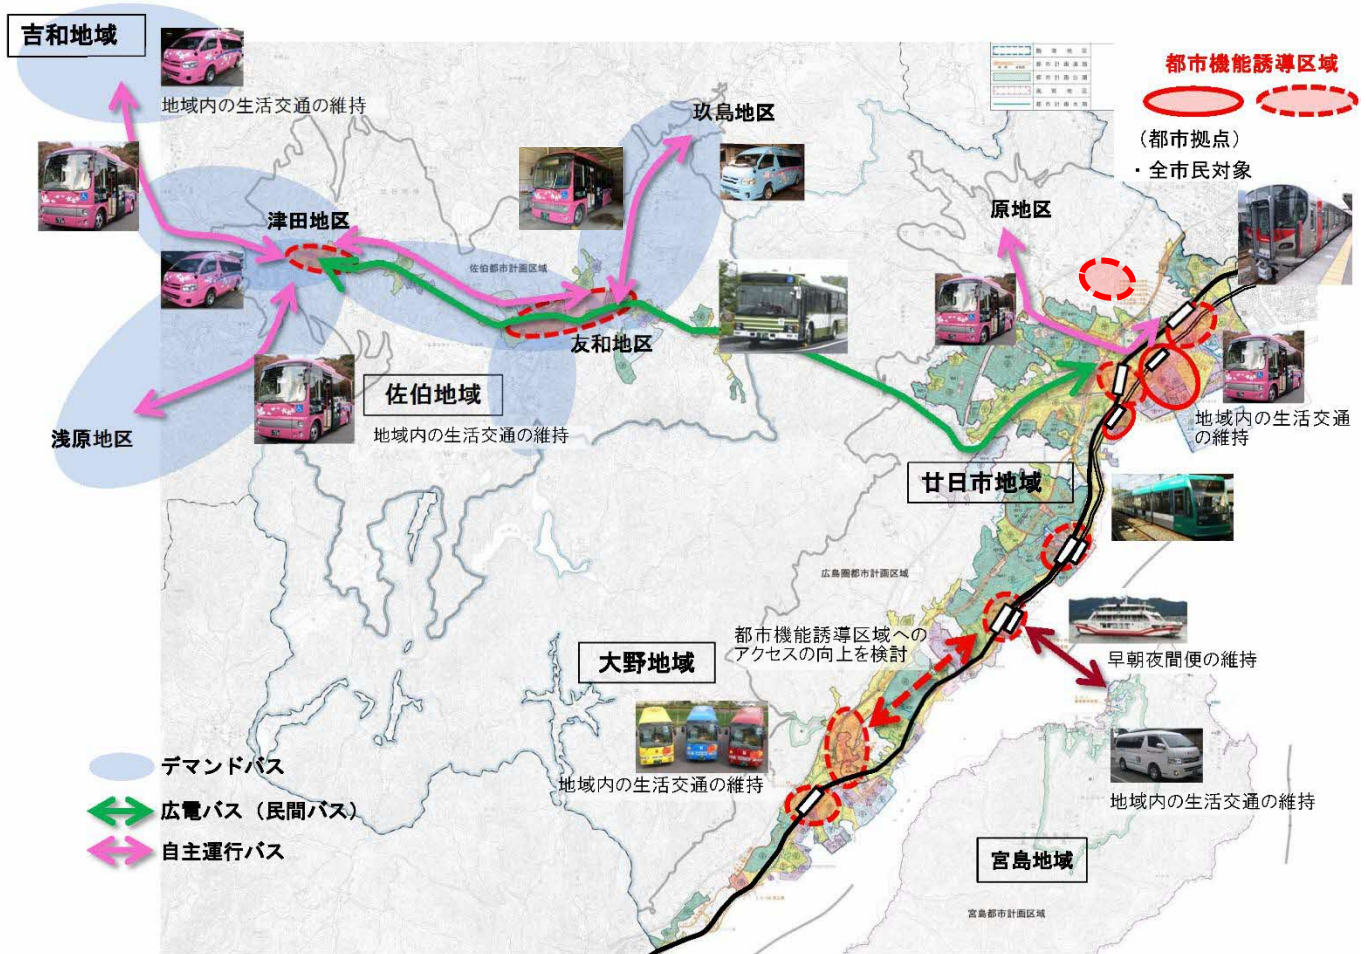 吉和地域
地域内の生活交通の維持
都市機能誘導区域
(都市拠点)
・全市民対象
玖島地区
津田地区
原地区
佐伯都市計画区域
友和地区
佐伯地域
地域内の生活交通の維持
浅原地区
地域内の生活交通
の維持
廿日市地域
広島圏都市計画区域
都市機能誘導区域への
アクセスの向上を検討
早朝夜間便の維持
大野地域
地域内の生活交通の維持
地域内の生活交通の維持
デマンドバス
広電バス（民間バス）
自主運行バス
宮島地域
宮島都市計画区域